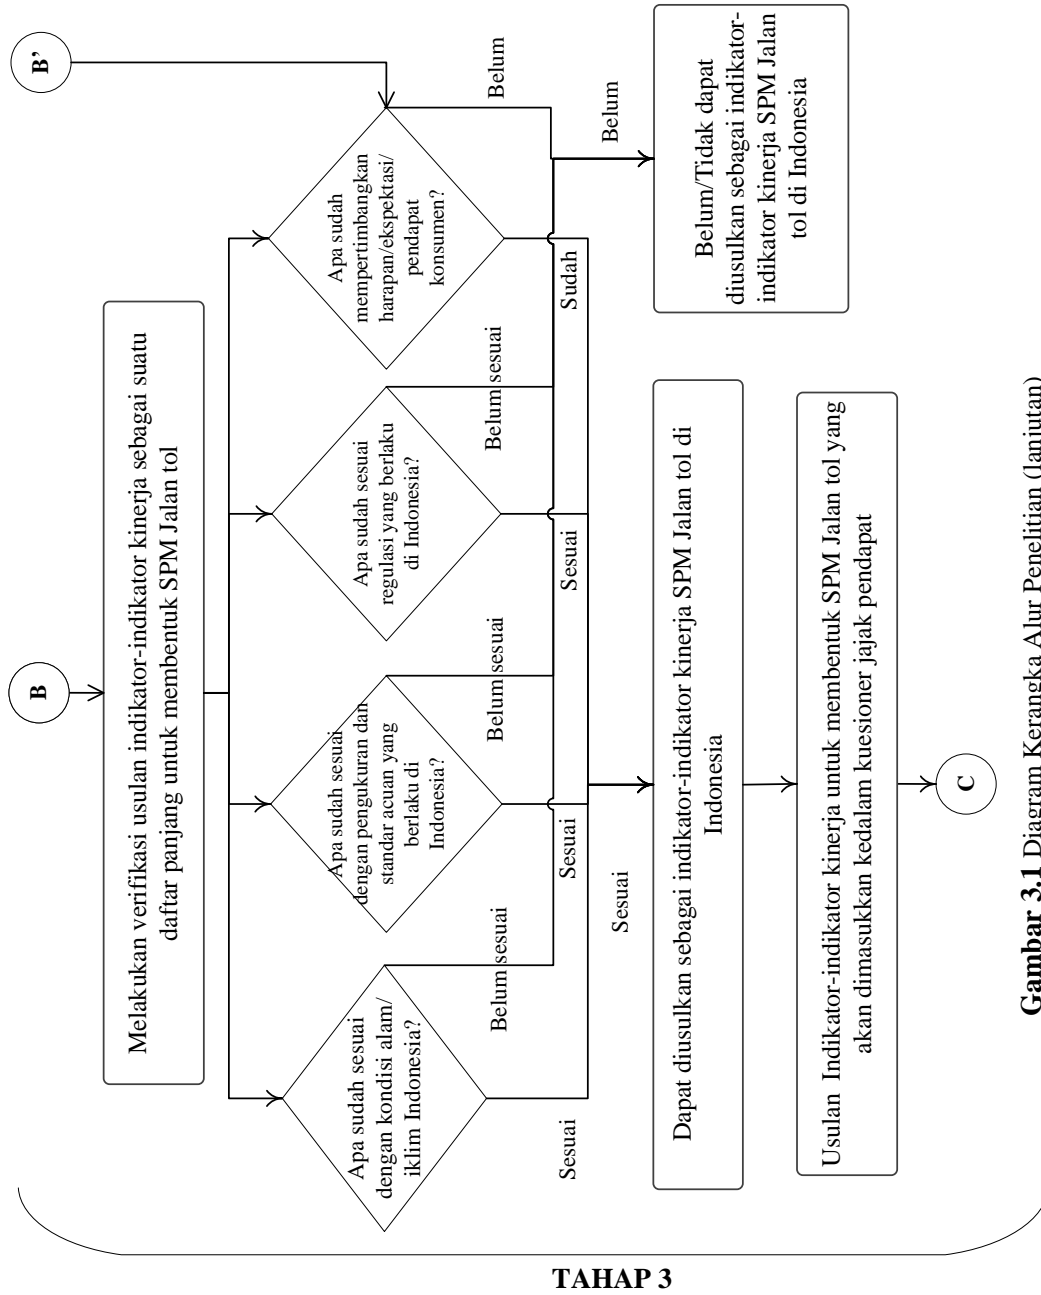 B
B’
Melakukan verifikasi usulan indikator-indikator kinerja sebagai suatu
daftar panjang untuk membentuk SPM Jalan tol
Apa sudah sesuai
dengan kondisi alam/
iklim Indonesia?
Apa sudah sesuai
dengan pengukuran dan
standar acuan yang
berlaku di
Indonesia?
Apa sudah sesuai
regulasi yang berlaku
di Indonesia?
Apa sudah
mempertimbangkan
harapan/ekspektasi/
pendapat
konsumen?
Belum sesuai
Belum sesuai
Belum sesuai
Belum
Sesuai
Sesuai
Sesuai
Sudah
Sesuai
Belum
Dapat diusulkan sebagai indikator-indikator kinerja SPM Jalan tol di
Indonesia
Belum/Tidak dapat
diusulkan sebagai indikator-
indikator kinerja SPM Jalan
tol di Indonesia
Usulan Indikator-indikator kinerja untuk membentuk SPM Jalan tol yang
akan dimasukkan kedalam kuesioner jajak pendapat
C
TAHAP 3
Gambar 3.1 Diagram Kerangka Alur Penelitian (lanjutan)